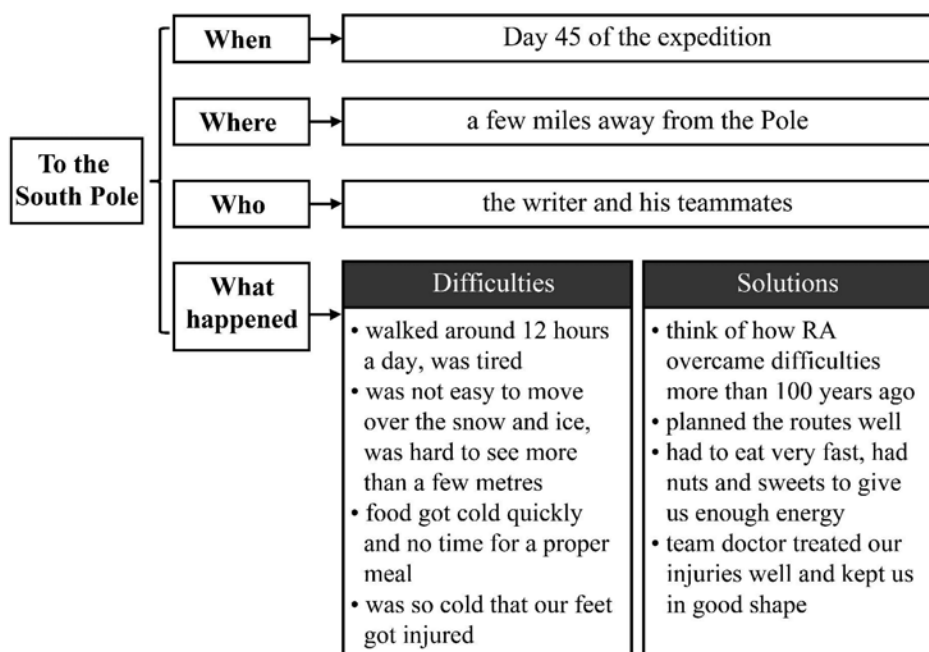 To the
South Pole
When
Day 45 of the expedition
Where
a few miles away from the Pole
Who
the writer and his teammates
What
happened
Difficulties
• walked around 12 hours
a day, was tired
• was not easy to move
over the snow and ice,
was hard to see more
than a few metres
• food got cold quickly
and no time for a proper
meal
• was so cold that our feet
got injured
Solutions
• think of how RA
overcame difficulties
more than 100 years ago
• planned the routes well
• had to eat very fast, had
nuts and sweets to give
us enough energy
• team doctor treated our
injuries well and kept us
in good shape